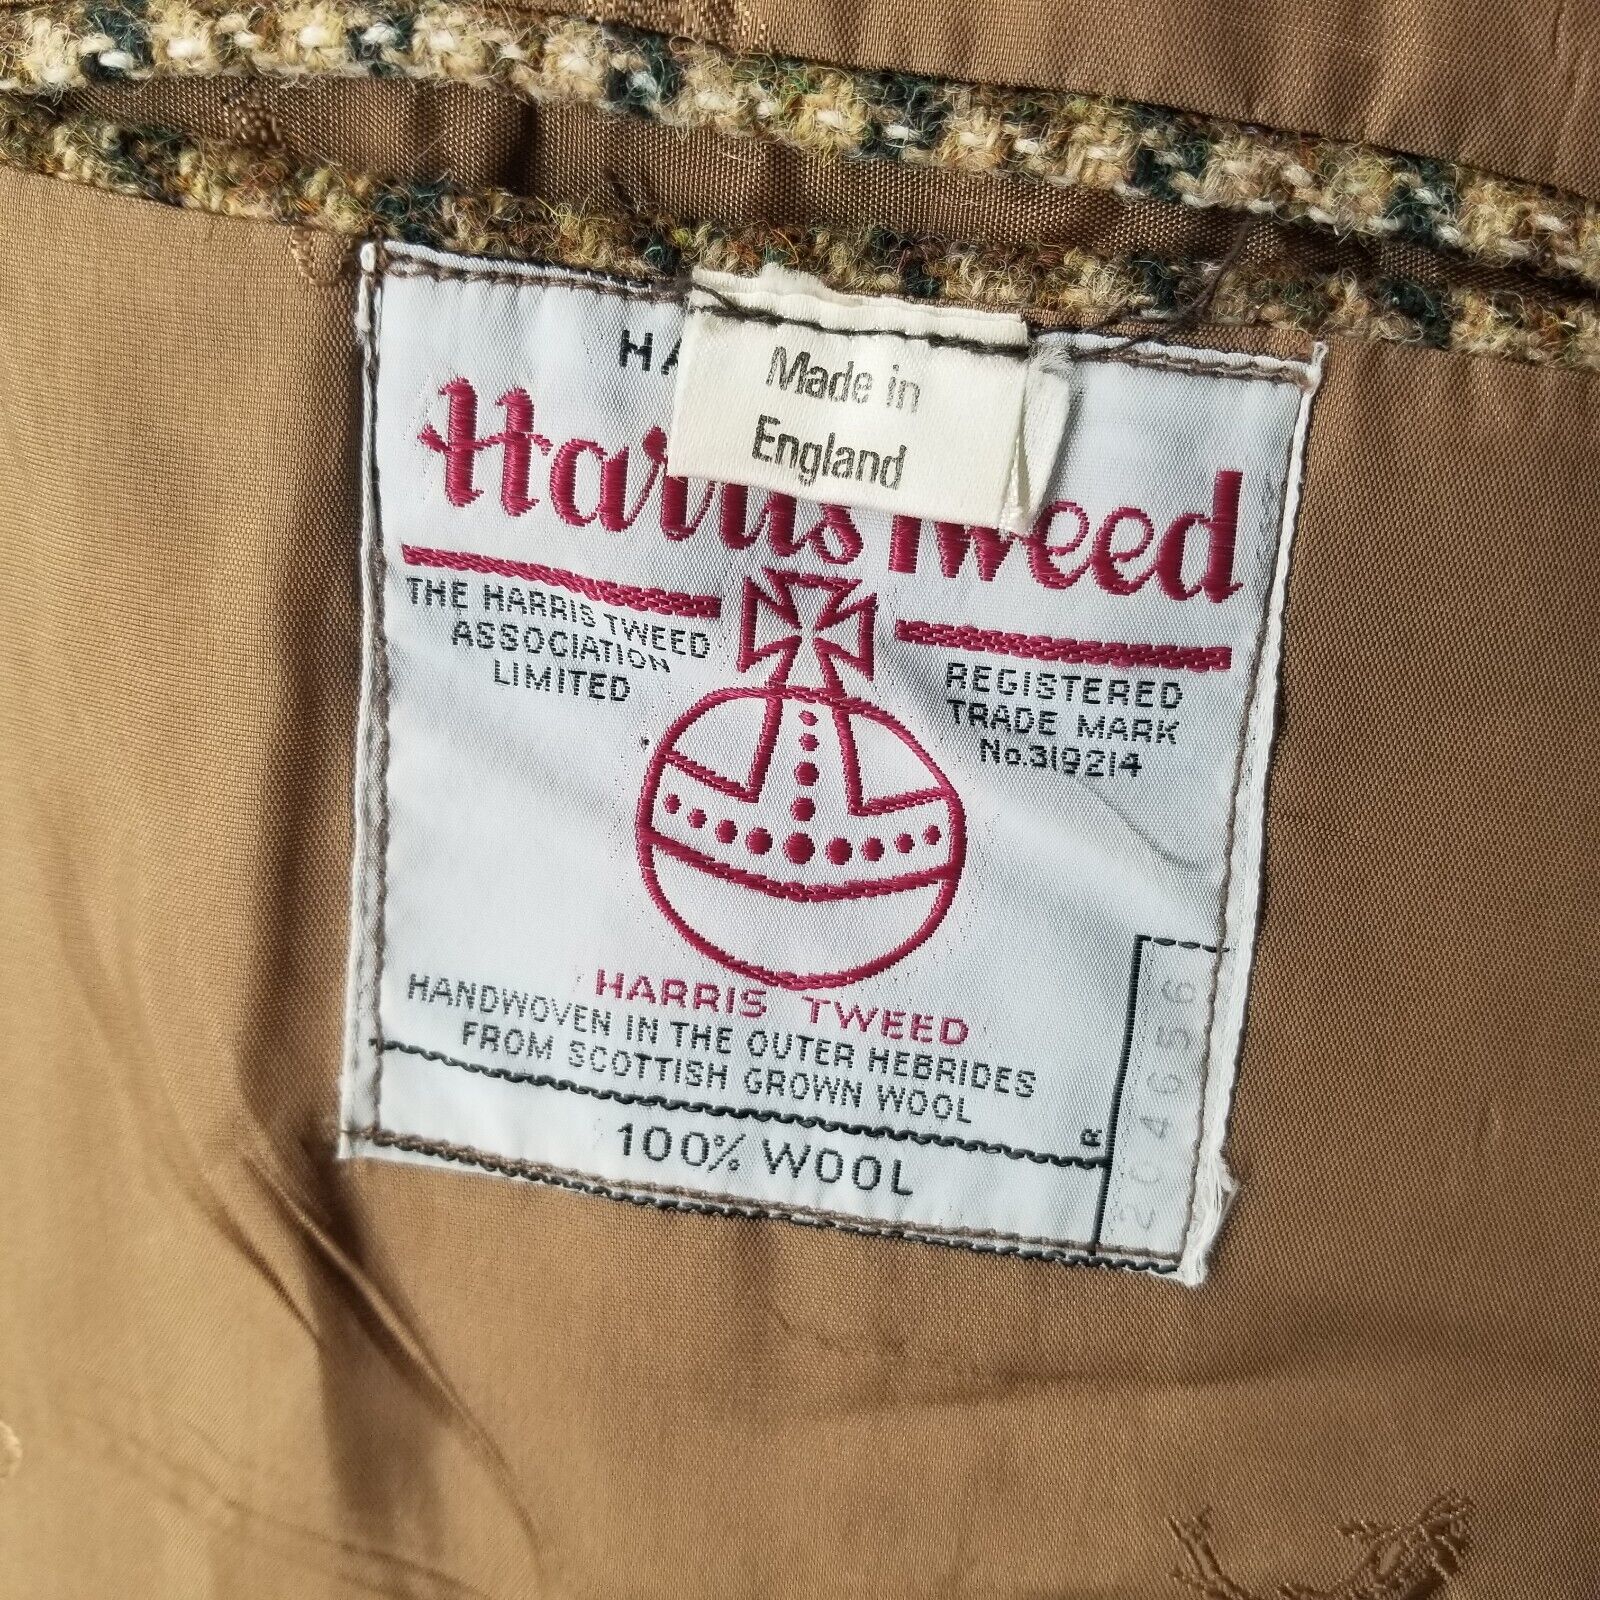 Made in
England
Harris Tweed
THE HARRIS TWEED
ASSOCIATION
LIMITED
REGISTERED
TRADE MARK
No.319214
HARRIS TWEED
HANDWOVEN IN THE OUTER HEBRIDES
FROM SCOTTISH GROWN WOOL
100% WOOL
R
204656